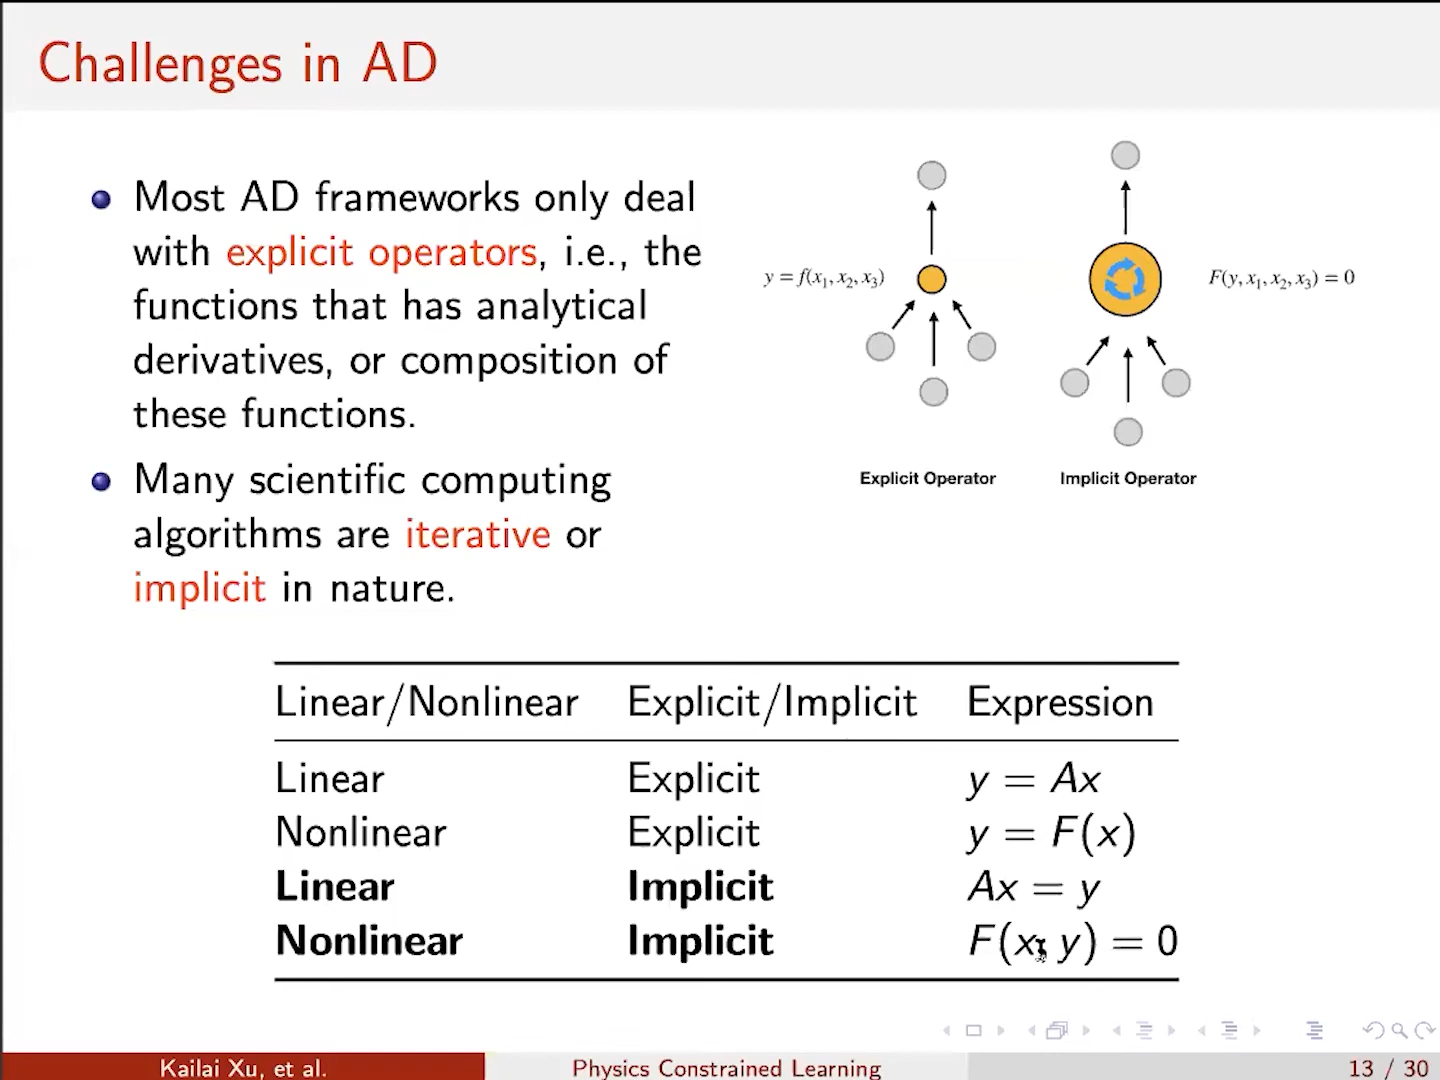 Challenges in AD
Most AD frameworks only deal
with explicit operators, i.e., the
functions that has analytical
derivatives, or composition of
these functions.
Many scientific computing
algorithms are iterative or
implicit in nature.
y = f(x₁, x₂, x₃)
F(y, x₁, x₂, x₃) = 0
Explicit Operator
Implicit Operator
Linear/Nonlinear Explicit/Implicit Expression
Linear Explicit y = Ax
Nonlinear Explicit y = F(x)
Linear Implicit Ax = y
Nonlinear Implicit F(x, y) = 0
Kailai Xu, et al. Physics Constrained Learning 13 / 30